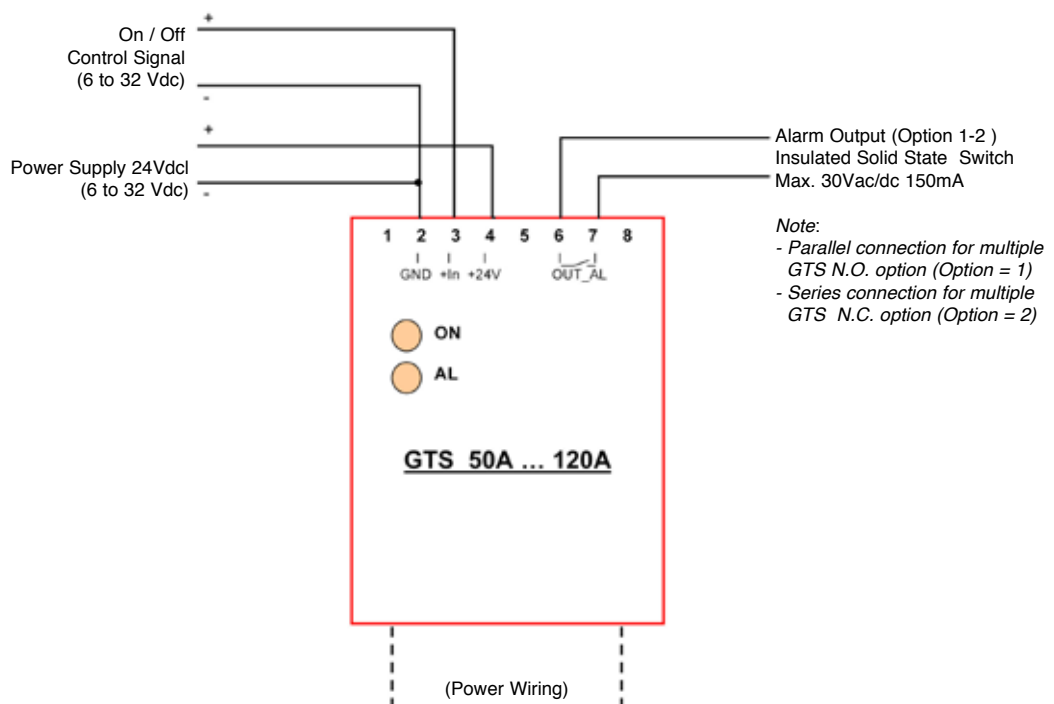 +
On / Off
Control Signal
(6 to 32 Vdc)
-
+
Power Supply 24Vdcl
(6 to 32 Vdc)
-
Alarm Output (Option 1-2 )
Insulated Solid State Switch
Max. 30Vac/dc 150mA
Note:
- Parallel connection for multiple
GTS N.O. option (Option = 1)
- Series connection for multiple
GTS N.C. option (Option = 2)
1 2 3 4 5 6 7 8
GND +In +24V OUT_AL
ON
AL
GTS 50A ... 120A
(Power Wiring)